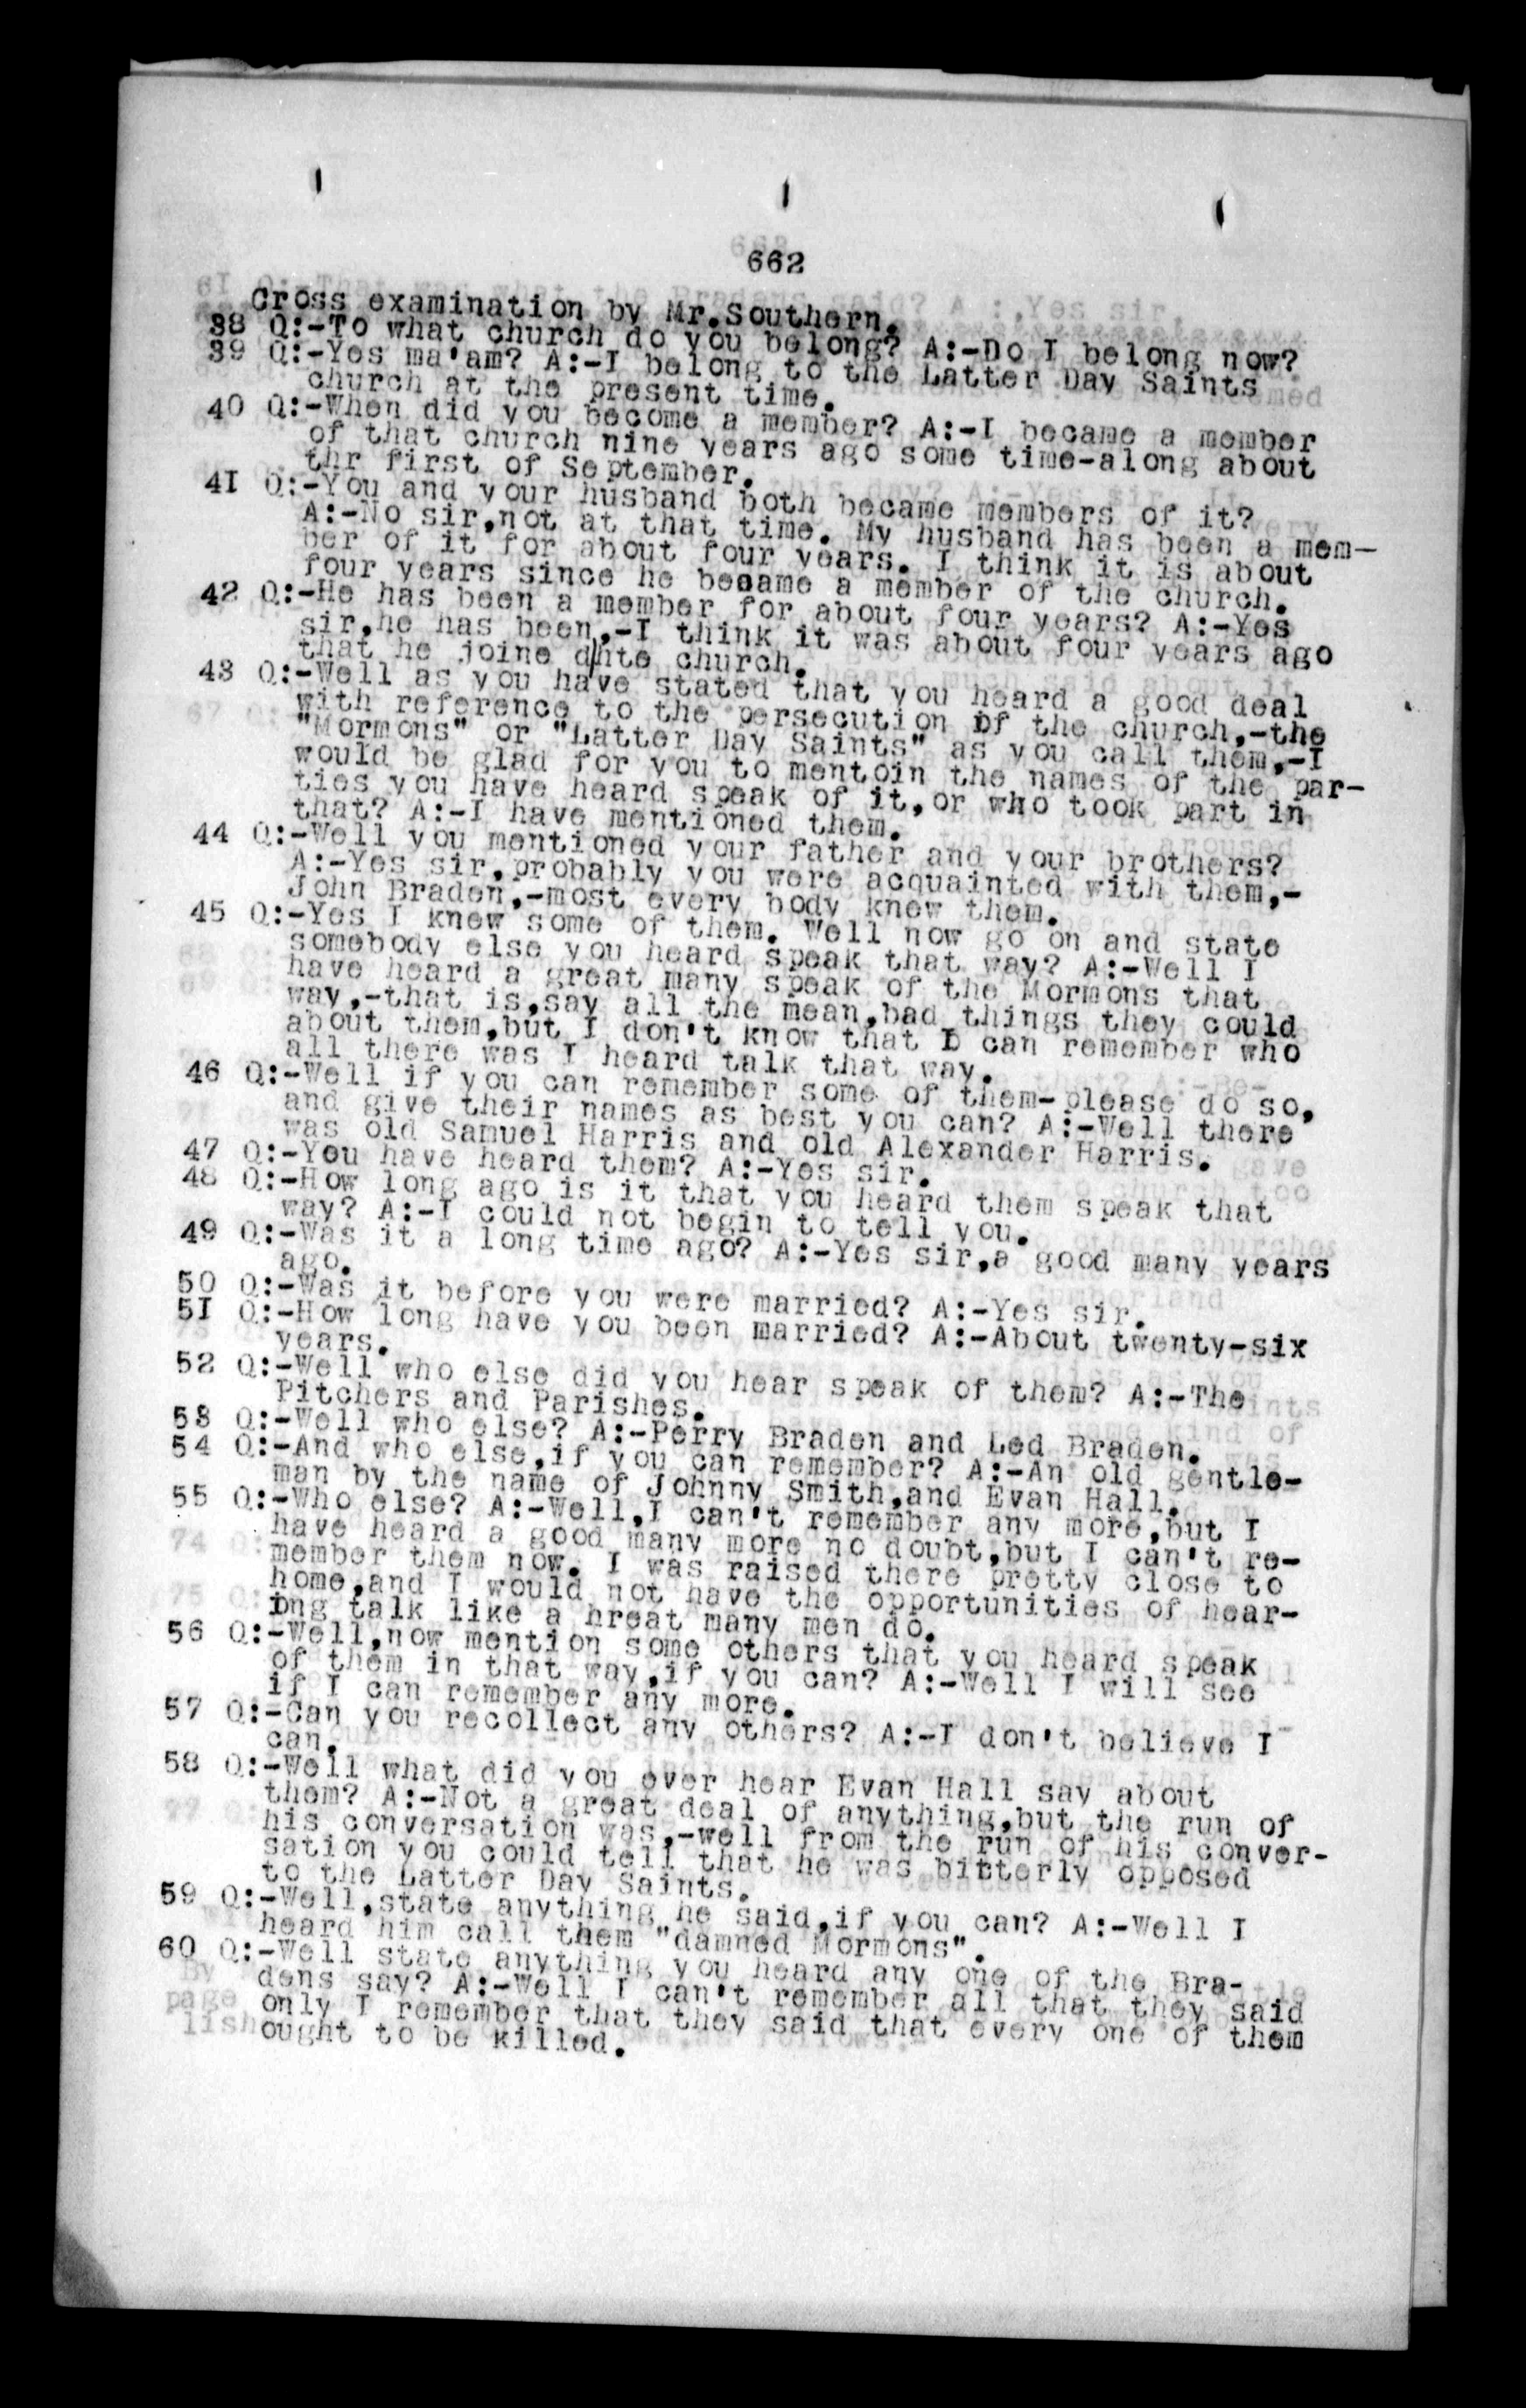 662
Cross examination by Mr.Southern.
38 Q:-To what church do you belong? A:-Do I belong now?
39 Q:-Yes ma'am? A:-I belong to the Latter Day Saints
church at the present time.
40 Q:-When did you become a member? A:-I became a member
of that church nine years ago some time-along about
thr first of September.
41 Q:-You and your husband both became members of it?
A:-No sir,not at that time. My husband has been a mem-
ber of it for about four years. I think it is about
four years since he became a member of the church.
42 Q:-He has been a member for about four years? A:-Yes
sir,he has been,-I think it was about four years ago
that he joine d/hte church.
43 Q:-Well as you have stated that you heard a good deal
with reference to the persecution of the church,-the
"Mormons" or "Latter Day Saints" as you call them,-I
would be glad for you to mentoin the names of the par-
ties you have heard speak of it,or who took part in
that? A:-I have mentioned them.
44 Q:-Well you mentioned your father and your brothers?
A:-Yes sir,probably you were acquainted with them,-
John Braden,-most every body knew them.
45 Q:-Yes I knew some of them. Well now go on and state
somebody else you heard speak that way? A:-Well I
have heard a great many speak of the Mormons that
way,-that is,say all the mean,bad things they could
about them,but I don't know that I can remember who
all there was I heard talk that way.
46 Q:-Well if you can remember some of them-please do so,
and give their names as best you can? A:-Well there
was old Samuel Harris and old Alexander Harris.
47 Q:-You have heard them? A:-Yes sir.
48 Q:-How long ago is it that you heard them speak that
way? A:-I could not begin to tell you.
49 Q:-Was it a long time ago? A:-Yes sir,a good many years
ago.
50 Q:-Was it before you were married? A:-Yes sir.
51 Q:-How long have you been married? A:-About twenty-six
years.
52 Q:-Well who else did you hear speak of them? A:-The
Pitchers and Parishes.
53 Q:-Well who else? A:-Perry Braden and Led Braden.
54 Q:-And who else,if you can remember? A:-An old gentle-
man by the name of Johnny Smith,and Evan Hall.
55 Q:-Who else? A:-Well,I can't remember any more,but I
have heard a good many more no doubt,but I can't re-
member them now. I was raised there pretty close to
home,and I would not have the opportunities of hear-
ing talk like a hreat many men do.
56 Q:-Well,now mention some others that you heard speak
of them in that way,if you can? A:-Well I will see
if I can remember any more.
57 Q:-Can you recollect any others? A:-I don't believe I
can.
58 Q:-Well what did you ever hear Evan Hall say about
them? A:-Not a great deal of anything,but the run of
his conversation was,-well from the run of his conver-
sation you could tell that he was bitterly opposed
to the Latter Day Saints.
59 Q:-Well,state anything he said,if you can? A:-Well I
heard him call them "damned Mormons".
60 Q:-Well state anything you heard any one of the Bra-
dens say? A:-Well I can't remember all that they said
only I remember that they said that every one of them
ought to be killed.